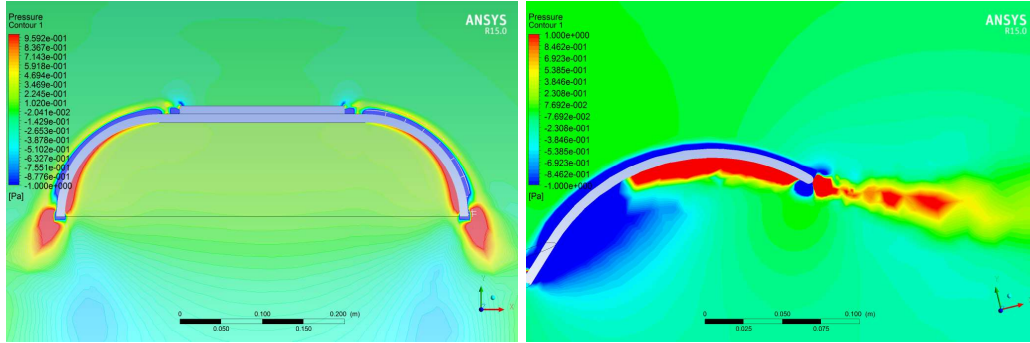 Pressure
Contour 1
9.592e-001
8.367e-001
7.143e-001
5.918e-001
4.694e-001
3.469e-001
2.245e-001
1.020e-001
-2.041e-002
-1.429e-001
-2.653e-001
-3.878e-001
-5.102e-001
-6.327e-001
-7.551e-001
-8.776e-001
-1.000e+000
[Pa]
ANSYS
R15.0
Y
X
0
0.100
0.200
(m)
0.050
0.150
Pressure
Contour 1
1.000e+000
8.462e-001
6.923e-001
5.385e-001
3.846e-001
2.308e-001
7.692e-002
-7.692e-002
-2.308e-001
-3.846e-001
-5.385e-001
-6.923e-001
-8.462e-001
-1.000e+000
[Pa]
ANSYS
R15.0
0
0.050
0.100
(m)
0.025
0.075